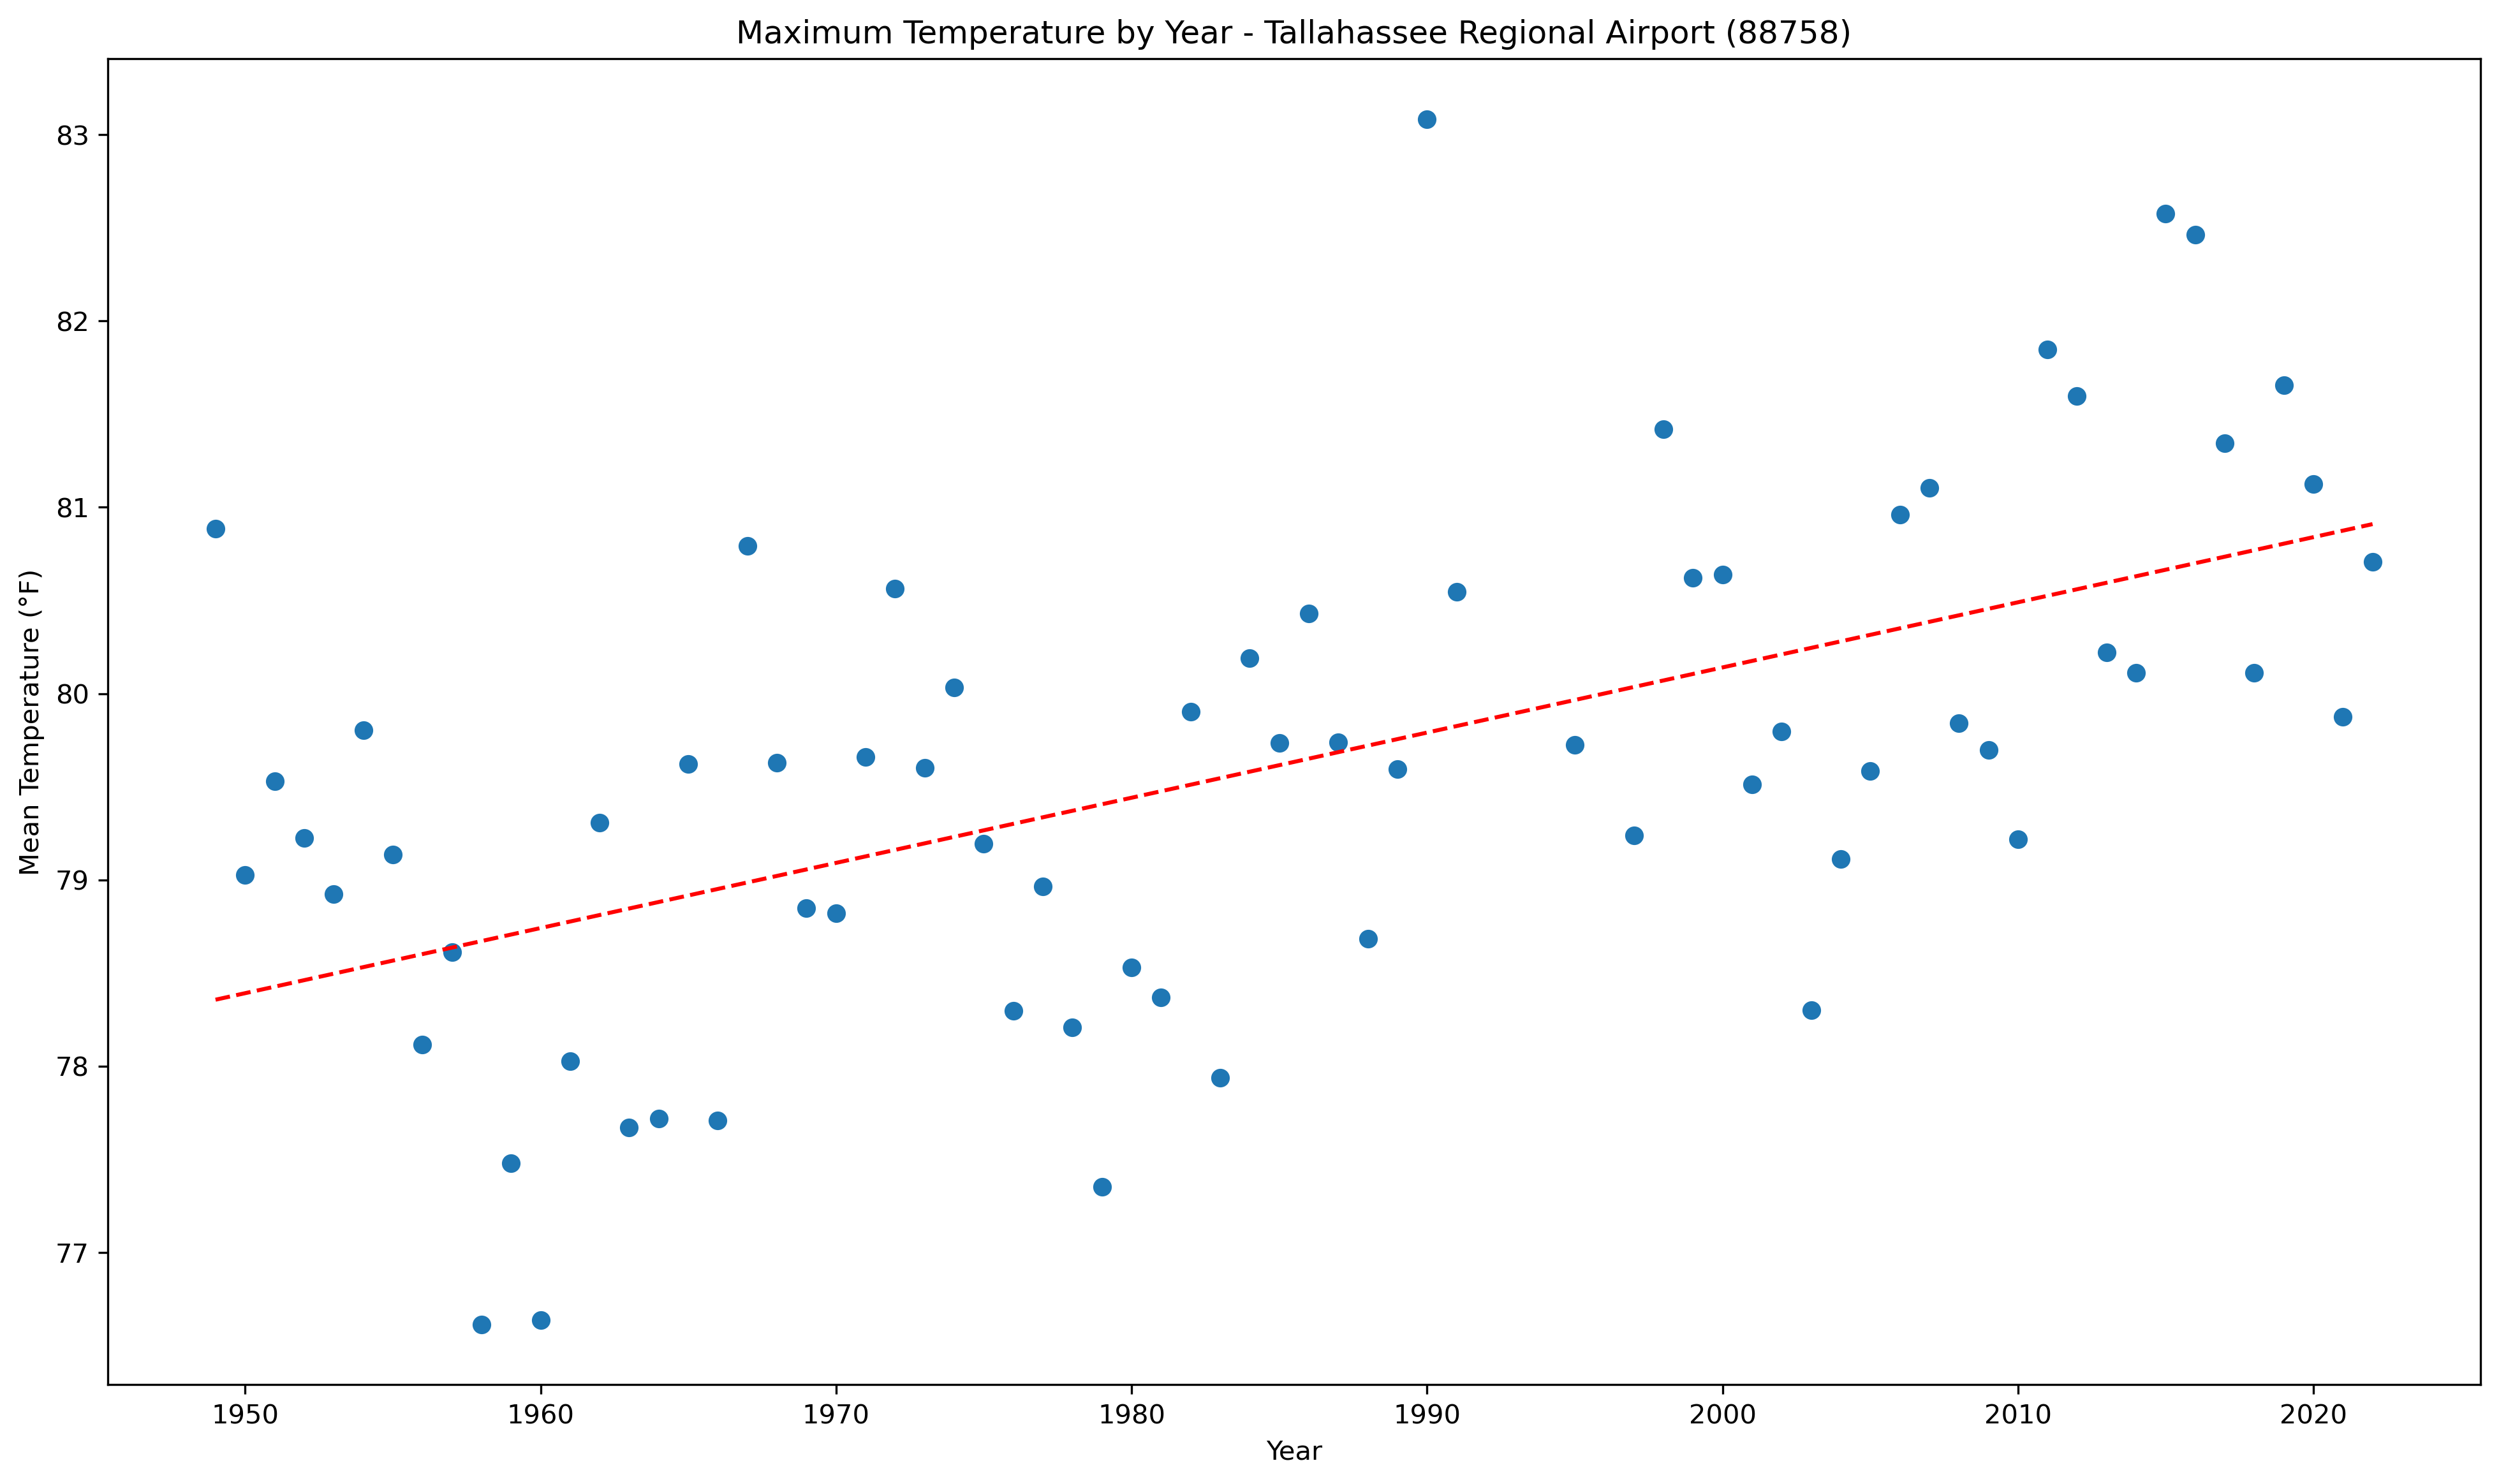 Maximum Temperature by Year - Tallahassee Regional Airport (88758)
Mean Temperature (°F)
83
82
81
80
79
78
77
1950 1960 1970 1980 1990 2000 2010 2020
Year